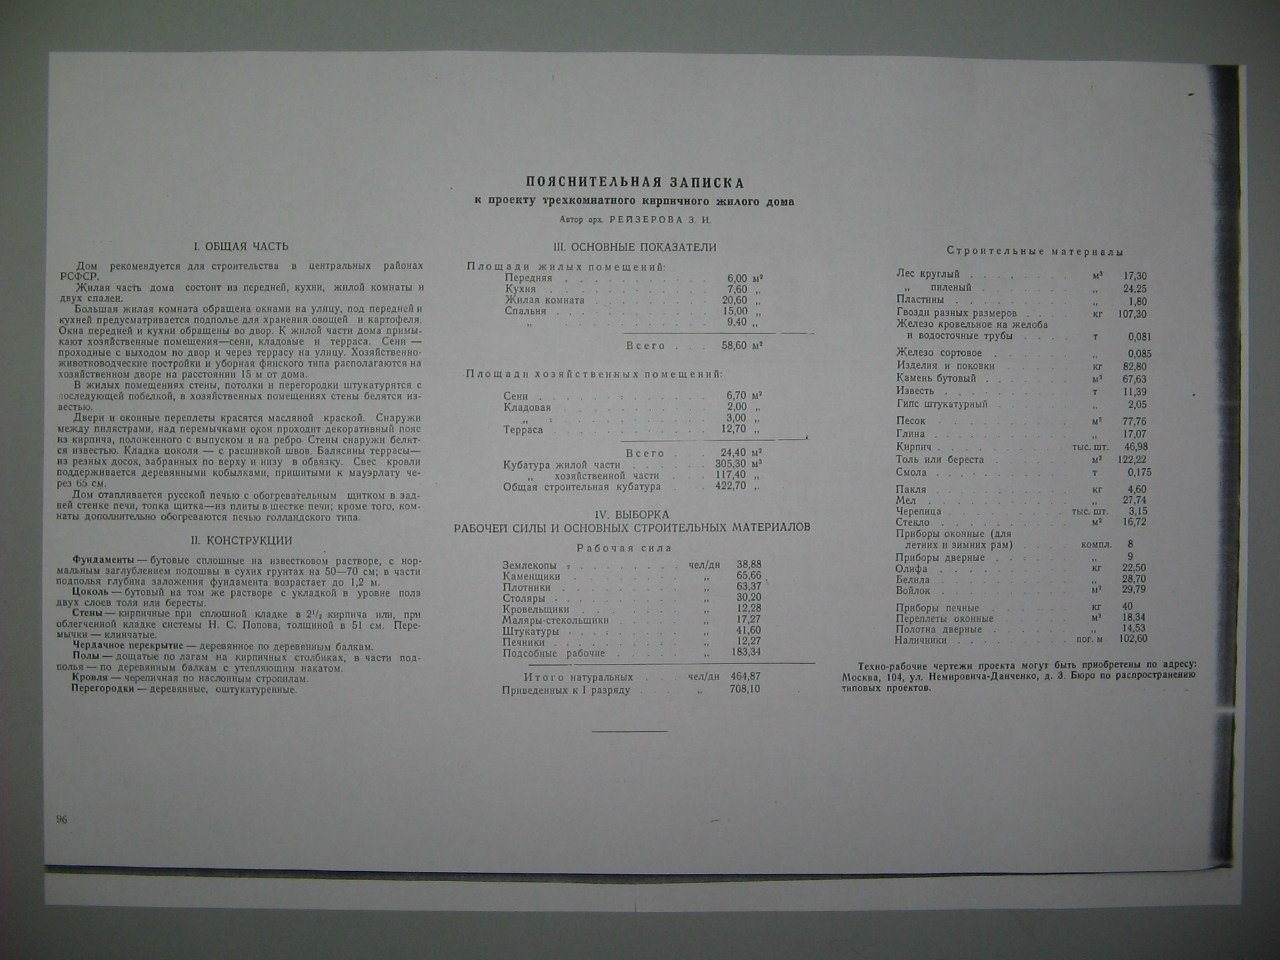 ПОЯСНИТЕЛЬНАЯ ЗАПИСКА
к проекту трехкомнатного кирпичного жилого дома
Автор арх. РЕЙЗЕРОВА З. И.
I. ОБЩАЯ ЧАСТЬ
Дом рекомендуется для строительства в центральных районах
РСФСР.
Жилая часть дома состоит из передней, кухни, жилой комнаты и
двух спален.
Большая жилая комната обращена окнами на улицу, под передней и
кухней предусматривается подполье для хранения овощей и картофеля.
Окна передней и кухни обращены во двор. К жилой части дома примы-
кают хозяйственные помещения—сени, кладовые и терраса. Сени —
проходные с выходом во двор и через террасу на улицу. Хозяйственно-
животноводческие постройки и уборная финского типа располагаются на
хозяйственном дворе на расстоянии 15 м от дома.
В жилых помещениях стены, потолки и перегородки штукатурятся с
последующей побелкой, в хозяйственных помещениях стены белятся из-
вестью.
Двери и оконные переплеты красятся масляной краской. Снаружи
между пилястрами, над перемычками окон проходит декоративный пояс
из кирпича, положенного с выпуском и на ребро. Стены снаружи белят-
ся известью. Кладка цоколя — с расшивкой швов. Балясины террасы—
из резных досок, забранных по верху и низу в обвязку. Свес кровли
поддерживается деревянными кобылками, пришитыми к мауэрлату че-
рез 65 см.
Дом отапливается русской печью с обогревательным щитком в зад-
ней стенке печи, топка щитка—из плиты в шестке печи; кроме того, ком-
наты дополнительно обогреваются печью голландского типа.
II. КОНСТРУКЦИИ
Фундаменты — бутовые сплошные на известковом растворе, с нор-
мальным заглублением подошвы в сухих грунтах на 50—70 см; в части
подполья глубина заложения фундамента возрастает до 1,2 м.
Цоколь — бутовый на том же растворе с укладкой в уровне пола
двух слоев толя или бересты.
Стены — кирпичные при сплошной кладке в 2½ кирпича или, при
облегченной кладке системы Н. С. Попова, толщиной в 51 см. Пере-
мычки — клинчатые.
Чердачное перекрытие — деревянное по деревянным балкам.
Полы — дощатые по лагам на кирпичных столбиках, в части под-
полья — по деревянным балкам с утепляющим накатом.
Кровля — черепичная по наслонным стропилам.
Перегородки — деревянные, оштукатуренные.
96
III. ОСНОВНЫЕ ПОКАЗАТЕЛИ
Площади жилых помещений:
Передняя . . . 6,00 м²
Кухня . . . 7,60 „
Жилая комната . . . 20,60 „
Спальня . . . 15,00 „
„ . . . 9,40 „
Всего . . . 58,60 м²
Площади хозяйственных помещений:
Сени . . . 6,70 м²
Кладовая . . . 2,00 „
„ . . . 3,00 „
Терраса . . . 12,70 „
Всего . . . 24,40 м²
Кубатура жилой части . . . 305,30 м³
„ хозяйственной части . . . 117,40 „
Общая строительная кубатура . . . 422,70 „
IV. ВЫБОРКА
РАБОЧЕЙ СИЛЫ И ОСНОВНЫХ СТРОИТЕЛЬНЫХ МАТЕРИАЛОВ
Рабочая сила
Землекопы . . . чел/дн 38,88
Каменщики . . . „ 65,66
Плотники . . . „ 63,37
Столяры . . . „ 30,20
Кровельщики . . . „ 12,28
Маляры-стекольщики . . . „ 17,27
Штукатуры . . . „ 41,60
Печники . . . „ 12,27
Подсобные рабочие . . . „ 183,34
Итого натуральных . . . чел/дн 464,87
Приведенных к I разряду . . . „ 708,10
Строительные материалы
Лес круглый . . . м³ 17,30
„ пиленый . . . „ 24,25
Пластины . . . „ 1,80
Гвозди разных размеров . . . кг 107,30
Железо кровельное на желоба
и водосточные трубы . . . т 0,081
Железо сортовое . . . „ 0,085
Изделия и поковки . . . кг 82,80
Камень бутовый . . . м³ 67,63
Известь . . . т 11,39
Гипс штукатурный . . . „ 2,05
Песок . . . м³ 77,76
Глина . . . „ 17,07
Кирпич . . . тыс. шт. 46,98
Толь или береста . . . м² 122,22
Смола . . . т 0,175
Пакля . . . кг 4,60
Мел . . . „ 27,74
Черепица . . . тыс. шт. 3,15
Стекло . . . м² 16,72
Приборы оконные (для
летних и зимних рам) . . . компл. 8
Приборы дверные . . . „ 9
Олифа . . . кг 22,50
Белила . . . „ 28,70
Войлок . . . м² 29,79
Приборы печные . . . кг 40
Переплеты оконные . . . м² 18,34
Полотна дверные . . . „ 14,53
Наличники . . . пог. м 102,60
Техно-рабочие чертежи проекта могут быть приобретены по адресу:
Москва, 104, ул. Немировича-Данченко, д. 3. Бюро по распространению
типовых проектов.